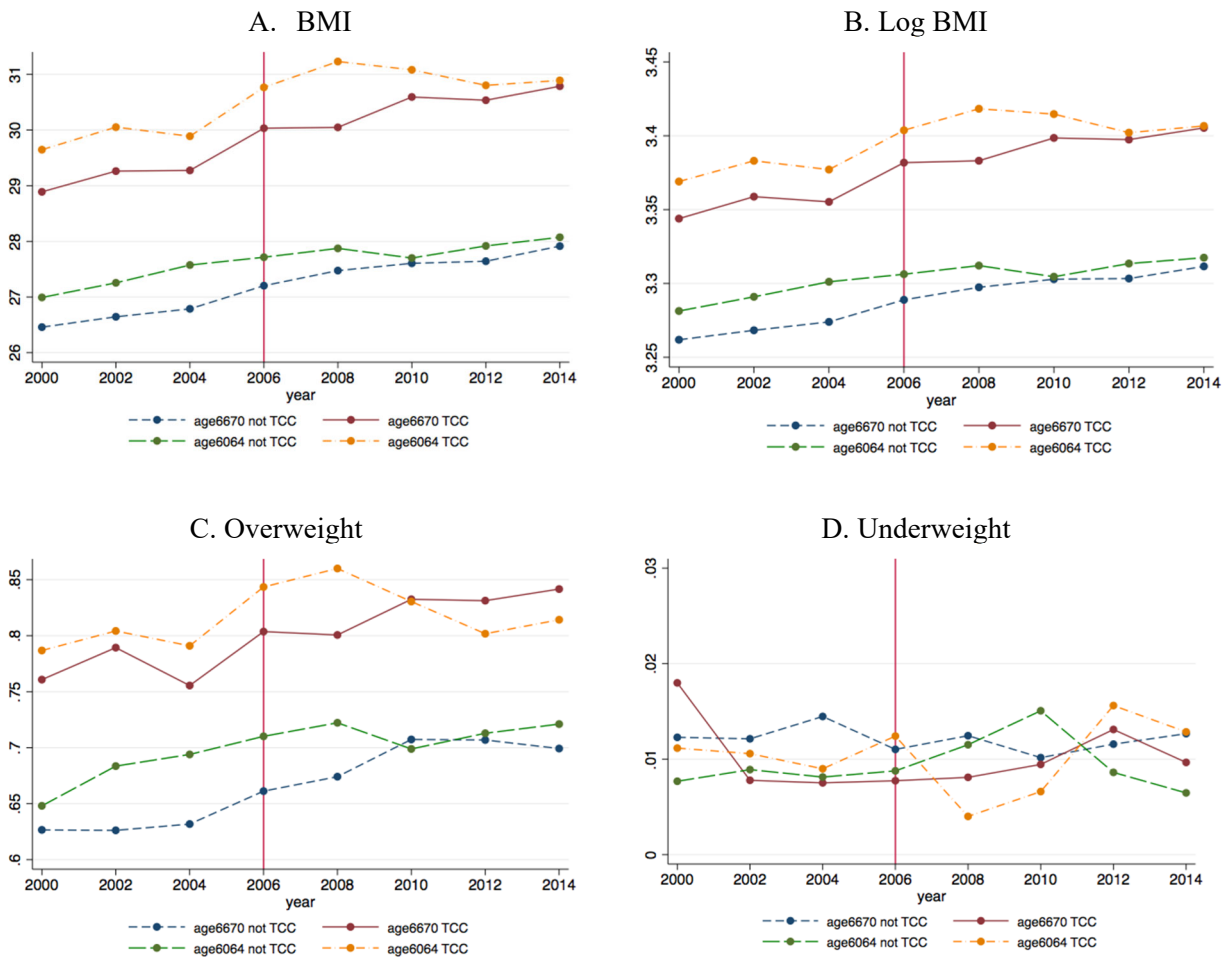 A. BMI
B. Log BMI
31
30
29
28
27
26
2000 2002 2004 2006 2008 2010 2012 2014
year
age6670 not TCC age6670 TCC
age6064 not TCC age6064 TCC
3.45
3.4
3.35
3.3
3.25
2000 2002 2004 2006 2008 2010 2012 2014
year
age6670 not TCC age6670 TCC
age6064 not TCC age6064 TCC
C. Overweight
D. Underweight
.85
.8
.75
.7
.65
.6
2000 2002 2004 2006 2008 2010 2012 2014
year
age6670 not TCC age6670 TCC
age6064 not TCC age6064 TCC
.03
.02
.01
0
2000 2002 2004 2006 2008 2010 2012 2014
year
age6670 not TCC age6670 TCC
age6064 not TCC age6064 TCC